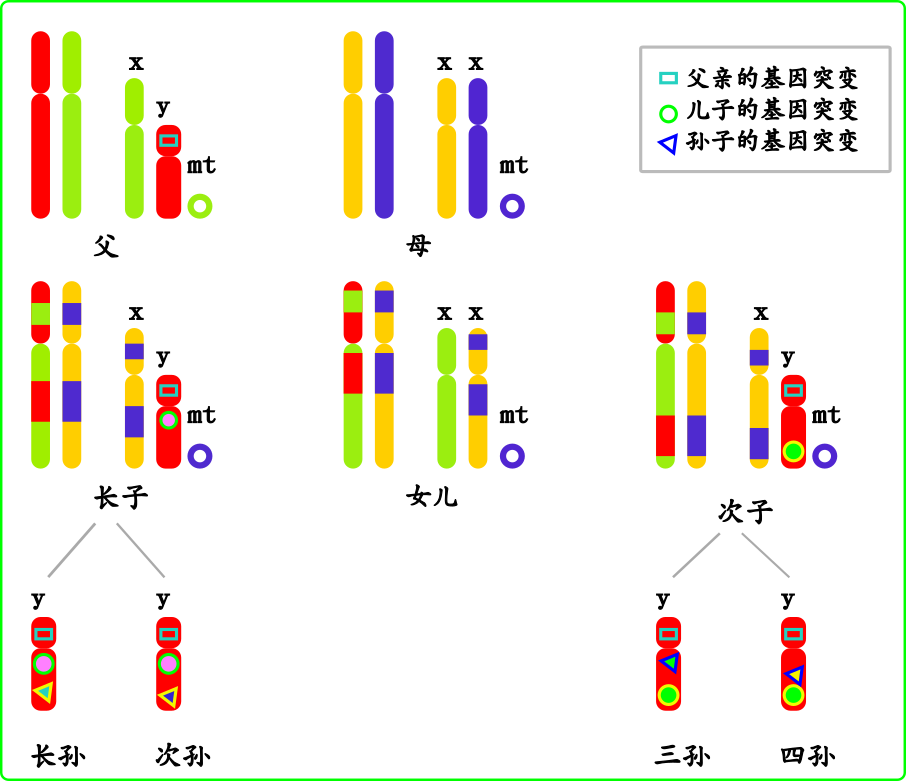 x
y
mt
父
x x
mt
母
父亲的基因突变
儿子的基因突变
孙子的基因突变
x
y
mt
长子
x x
mt
女儿
x
y
mt
次子
y
y
y
y
长孙
次孙
三孙
四孙